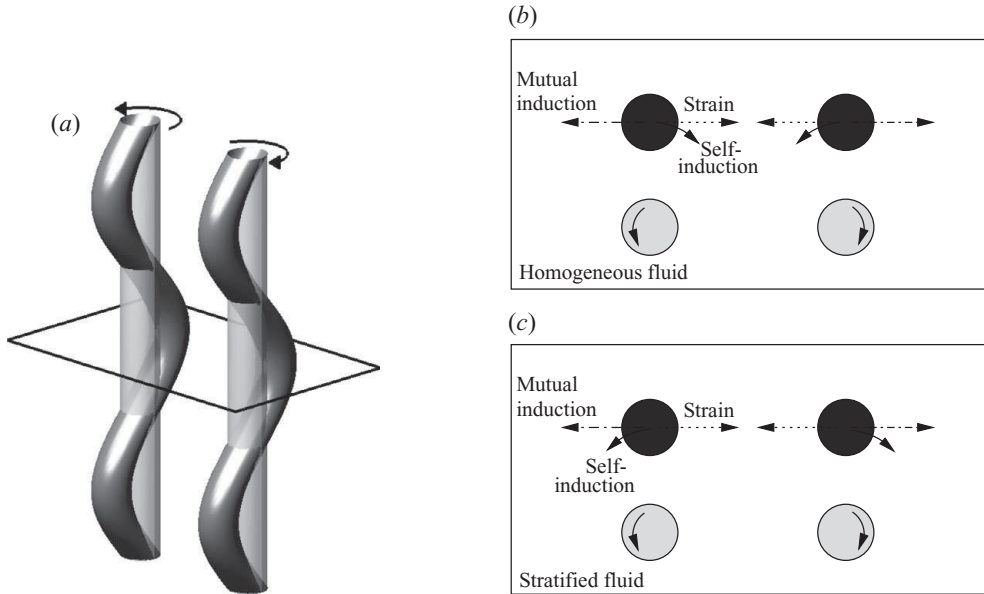 (a)
(b)
Mutual
induction
Strain
Self-
induction
Homogeneous fluid
(c)
Mutual
induction
Strain
Self-
induction
Stratified fluid